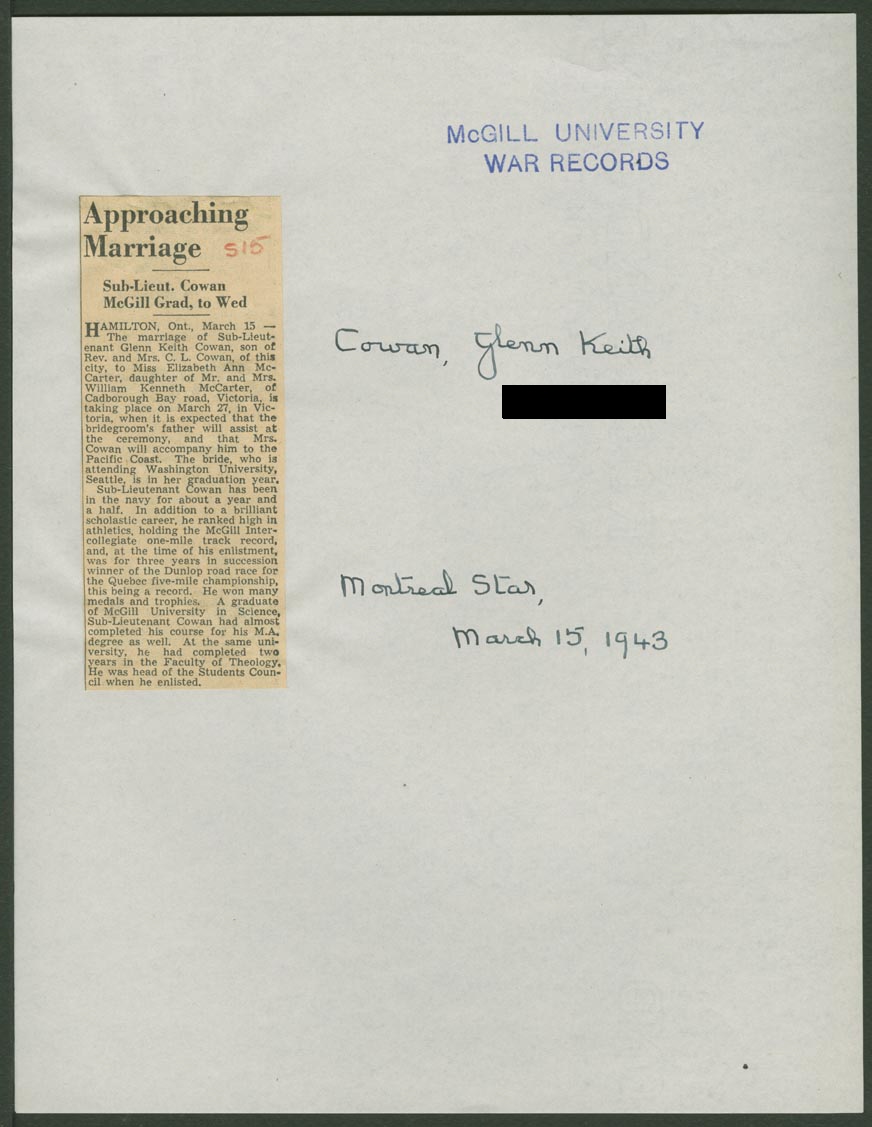 McGILL UNIVERSITY
WAR RECORDS
Approaching
Marriage S15
Sub-Lieut. Cowan
McGill Grad, to Wed
HAMILTON, Ont., March 15 —
The marriage of Sub-Lieut-
enant Glenn Keith Cowan, son of
Rev. and Mrs. C. L. Cowan, of this
city, to Miss Elizabeth Ann Mc-
Carter, daughter of Mr. and Mrs.
William Kenneth McCarter, of
Cadborough Bay road, Victoria, is
taking place on March 27, in Vic-
toria, when it is expected that the
bridegroom's father will assist at
the ceremony, and that Mrs.
Cowan will accompany him to the
Pacific Coast. The bride, who is
attending Washington University,
Seattle, is in her graduation year.
Sub-Lieutenant Cowan has been
in the navy for about a year and
a half. In addition to a brilliant
scholastic career, he ranked high in
athletics, holding the McGill Inter-
collegiate one-mile track record,
and, at the time of his enlistment,
was for three years in succession
winner of the Dunlop road race for
the Quebec five-mile championship,
this being a record. He won many
medals and trophies. A graduate
of McGill University in Science,
Sub-Lieutenant Cowan had almost
completed his course for his M.A.
degree as well. At the same uni-
versity, he had completed two
years in the Faculty of Theology.
He was head of the Students Coun-
cil when he enlisted.
Cowan, Glenn Keith
Montreal Star,
March 15, 1943